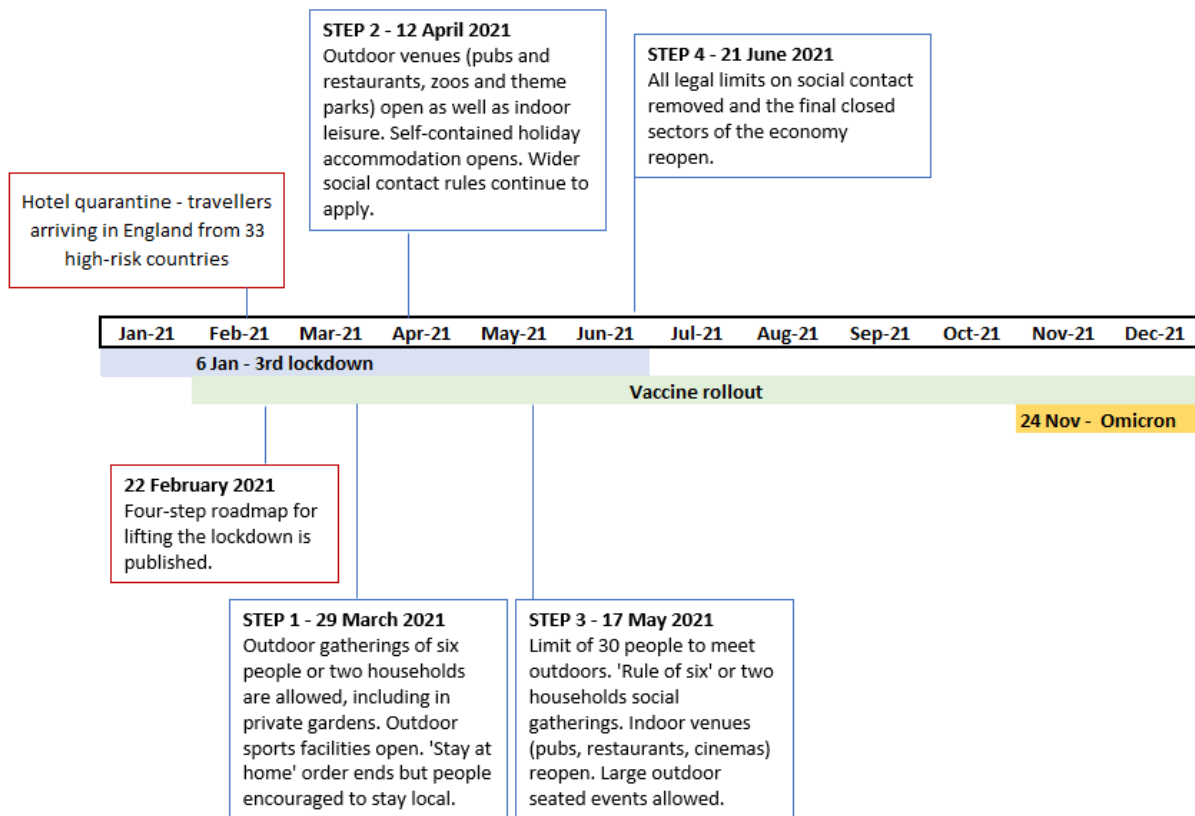 STEP 2 - 12 April 2021
Outdoor venues (pubs and
restaurants, zoos and theme
parks) open as well as indoor
leisure. Self-contained holiday
accommodation opens. Wider
social contact rules continue to
apply.
STEP 4 - 21 June 2021
All legal limits on social contact
removed and the final closed
sectors of the economy
reopen.
Hotel quarantine - travellers
arriving in England from 33
high-risk countries
Jan-21 Feb-21 Mar-21 Apr-21 May-21 Jun-21 Jul-21 Aug-21 Sep-21 Oct-21 Nov-21 Dec-21
6 Jan - 3rd lockdown
Vaccine rollout
24 Nov - Omicron
22 February 2021
Four-step roadmap for
lifting the lockdown is
published.
STEP 1 - 29 March 2021
Outdoor gatherings of six
people or two households
are allowed, including in
private gardens. Outdoor
sports facilities open. 'Stay at
home' order ends but people
encouraged to stay local.
STEP 3 - 17 May 2021
Limit of 30 people to meet
outdoors. 'Rule of six' or two
households social
gatherings. Indoor venues
(pubs, restaurants, cinemas)
reopen. Large outdoor
seated events allowed.